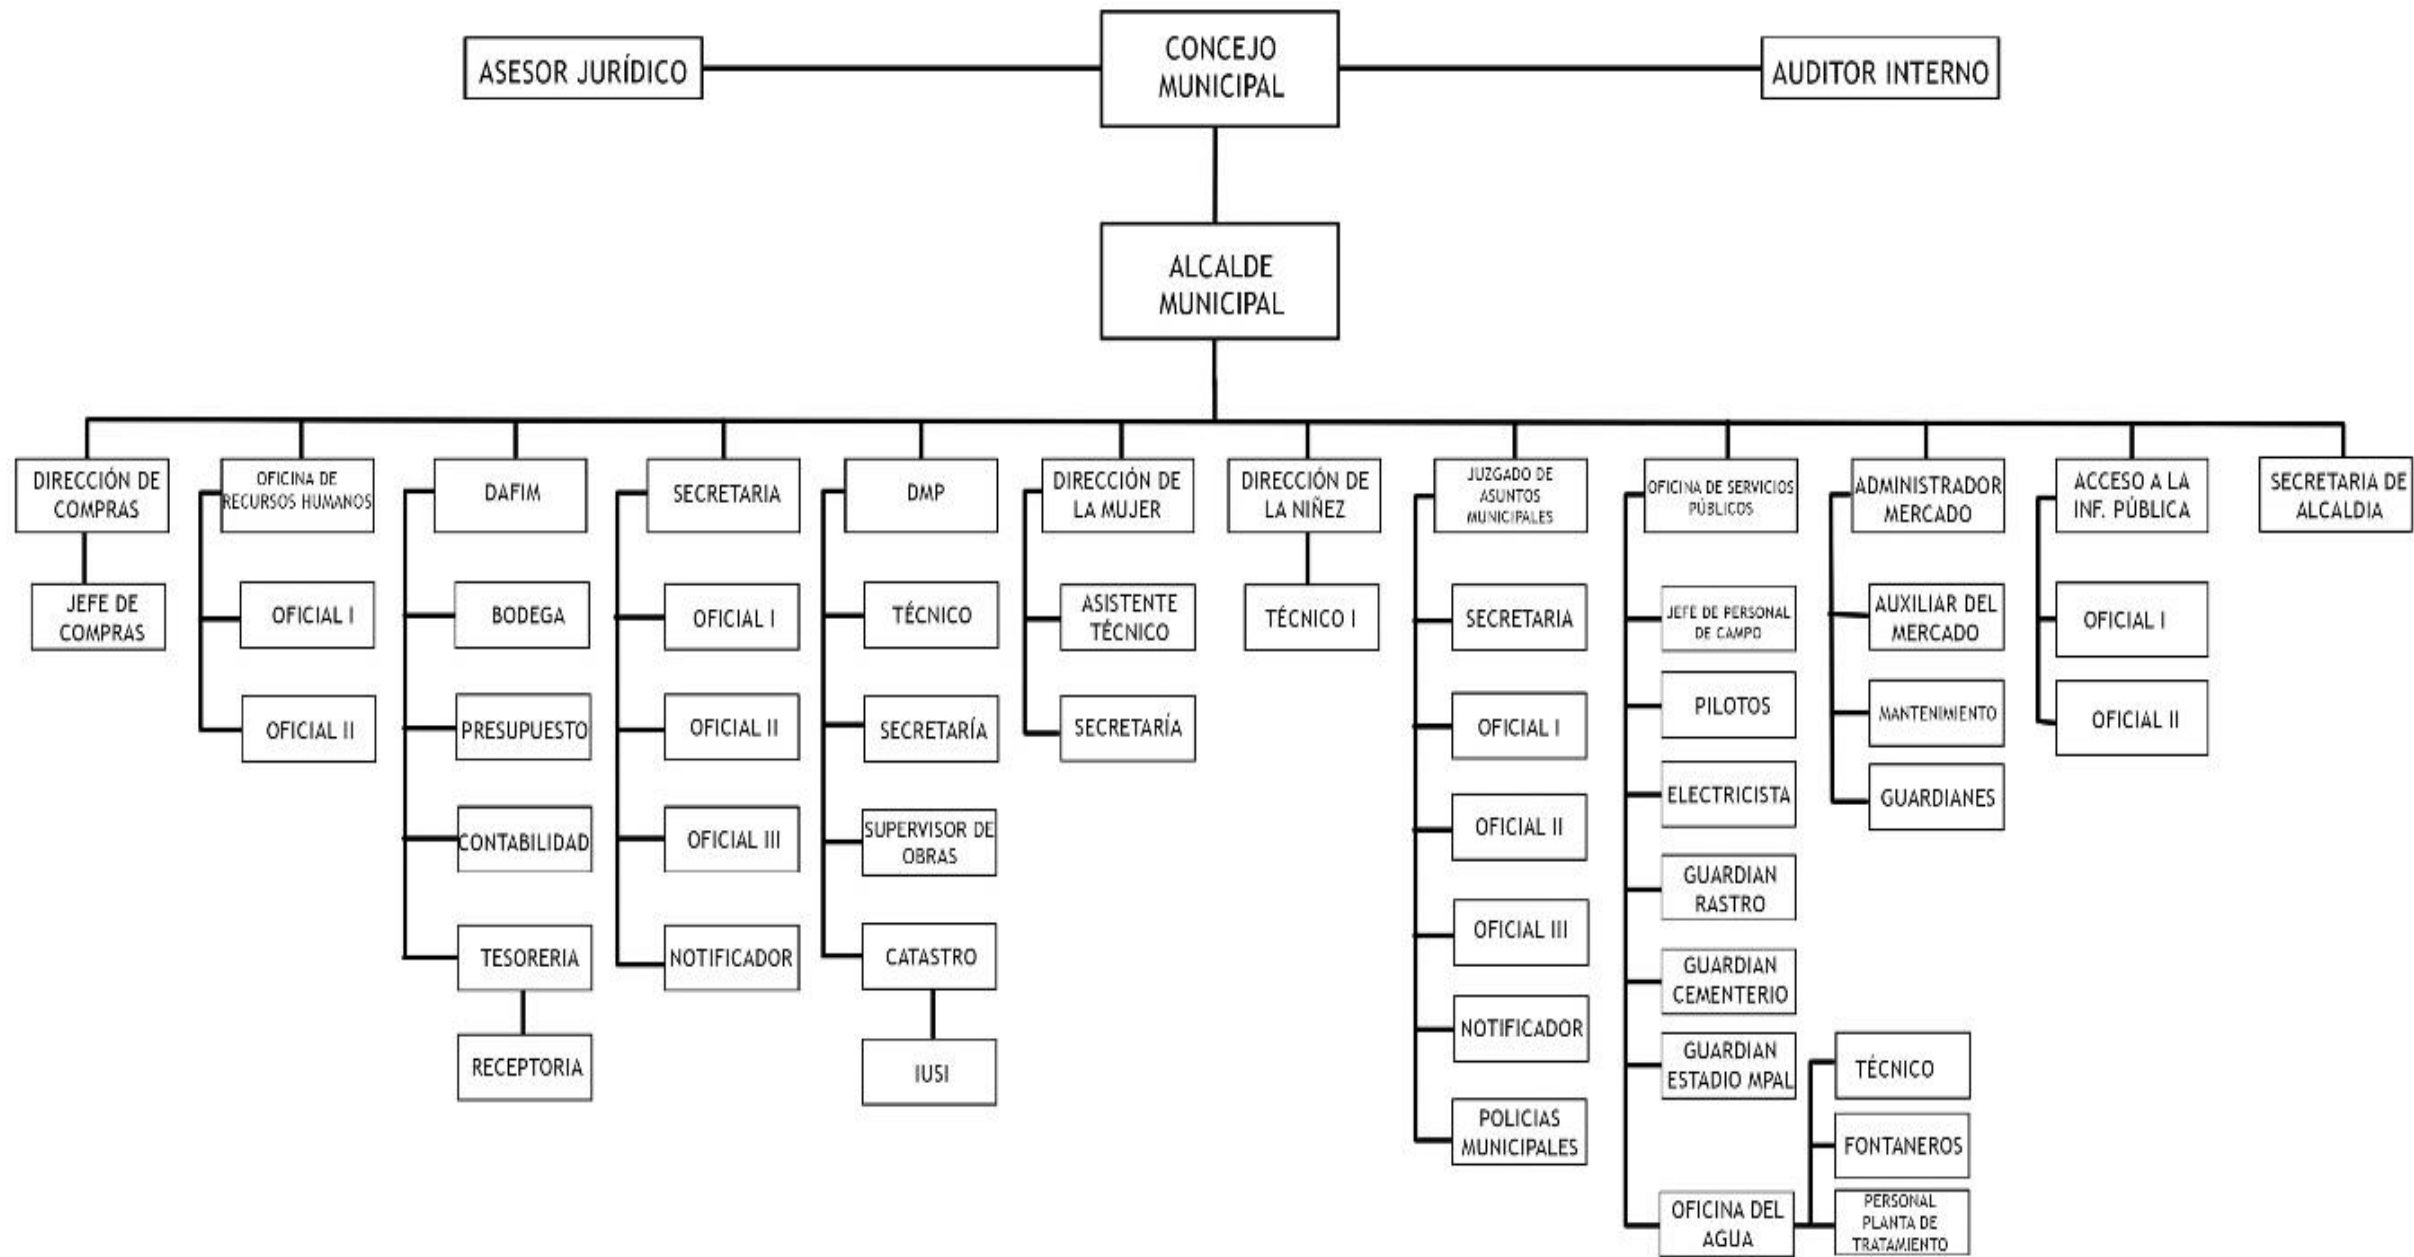 ASESOR JURÍDICO
CONCEJO
MUNICIPAL
AUDITOR INTERNO
ALCALDE
MUNICIPAL
DIRECCIÓN DE
COMPRAS
JEFE DE
COMPRAS
OFICINA DE
RECURSOS HUMANOS
OFICIAL I
OFICIAL II
DAFIM
BODEGA
PRESUPUESTO
CONTABILIDAD
TESORERIA
RECEPTORIA
SECRETARIA
OFICIAL I
OFICIAL II
OFICIAL III
NOTIFICADOR
DMP
TÉCNICO
SECRETARÍA
SUPERVISOR DE
OBRAS
CATASTRO
IUSI
DIRECCIÓN DE
LA MUJER
ASISTENTE
TÉCNICO
SECRETARÍA
DIRECCIÓN DE
LA NIÑEZ
TÉCNICO I
JUZGADO DE
ASUNTOS
MUNICIPALES
SECRETARIA
OFICIAL I
OFICIAL II
OFICIAL III
NOTIFICADOR
POLICIAS
MUNICIPALES
OFICINA DE SERVICIOS
PÚBLICOS
JEFE DE PERSONAL
DE CAMPO
PILOTOS
ELECTRICISTA
GUARDIAN
RASTRO
GUARDIAN
CEMENTERIO
GUARDIAN
ESTADIO MPAL
OFICINA DEL
AGUA
TÉCNICO
FONTANEROS
PERSONAL
PLANTA DE
TRATAMIENTO
ADMINISTRADOR
MERCADO
AUXILIAR DEL
MERCADO
MANTENIMIENTO
GUARDIANES
ACCESO A LA
INF. PÚBLICA
OFICIAL I
OFICIAL II
SECRETARIA DE
ALCALDIA